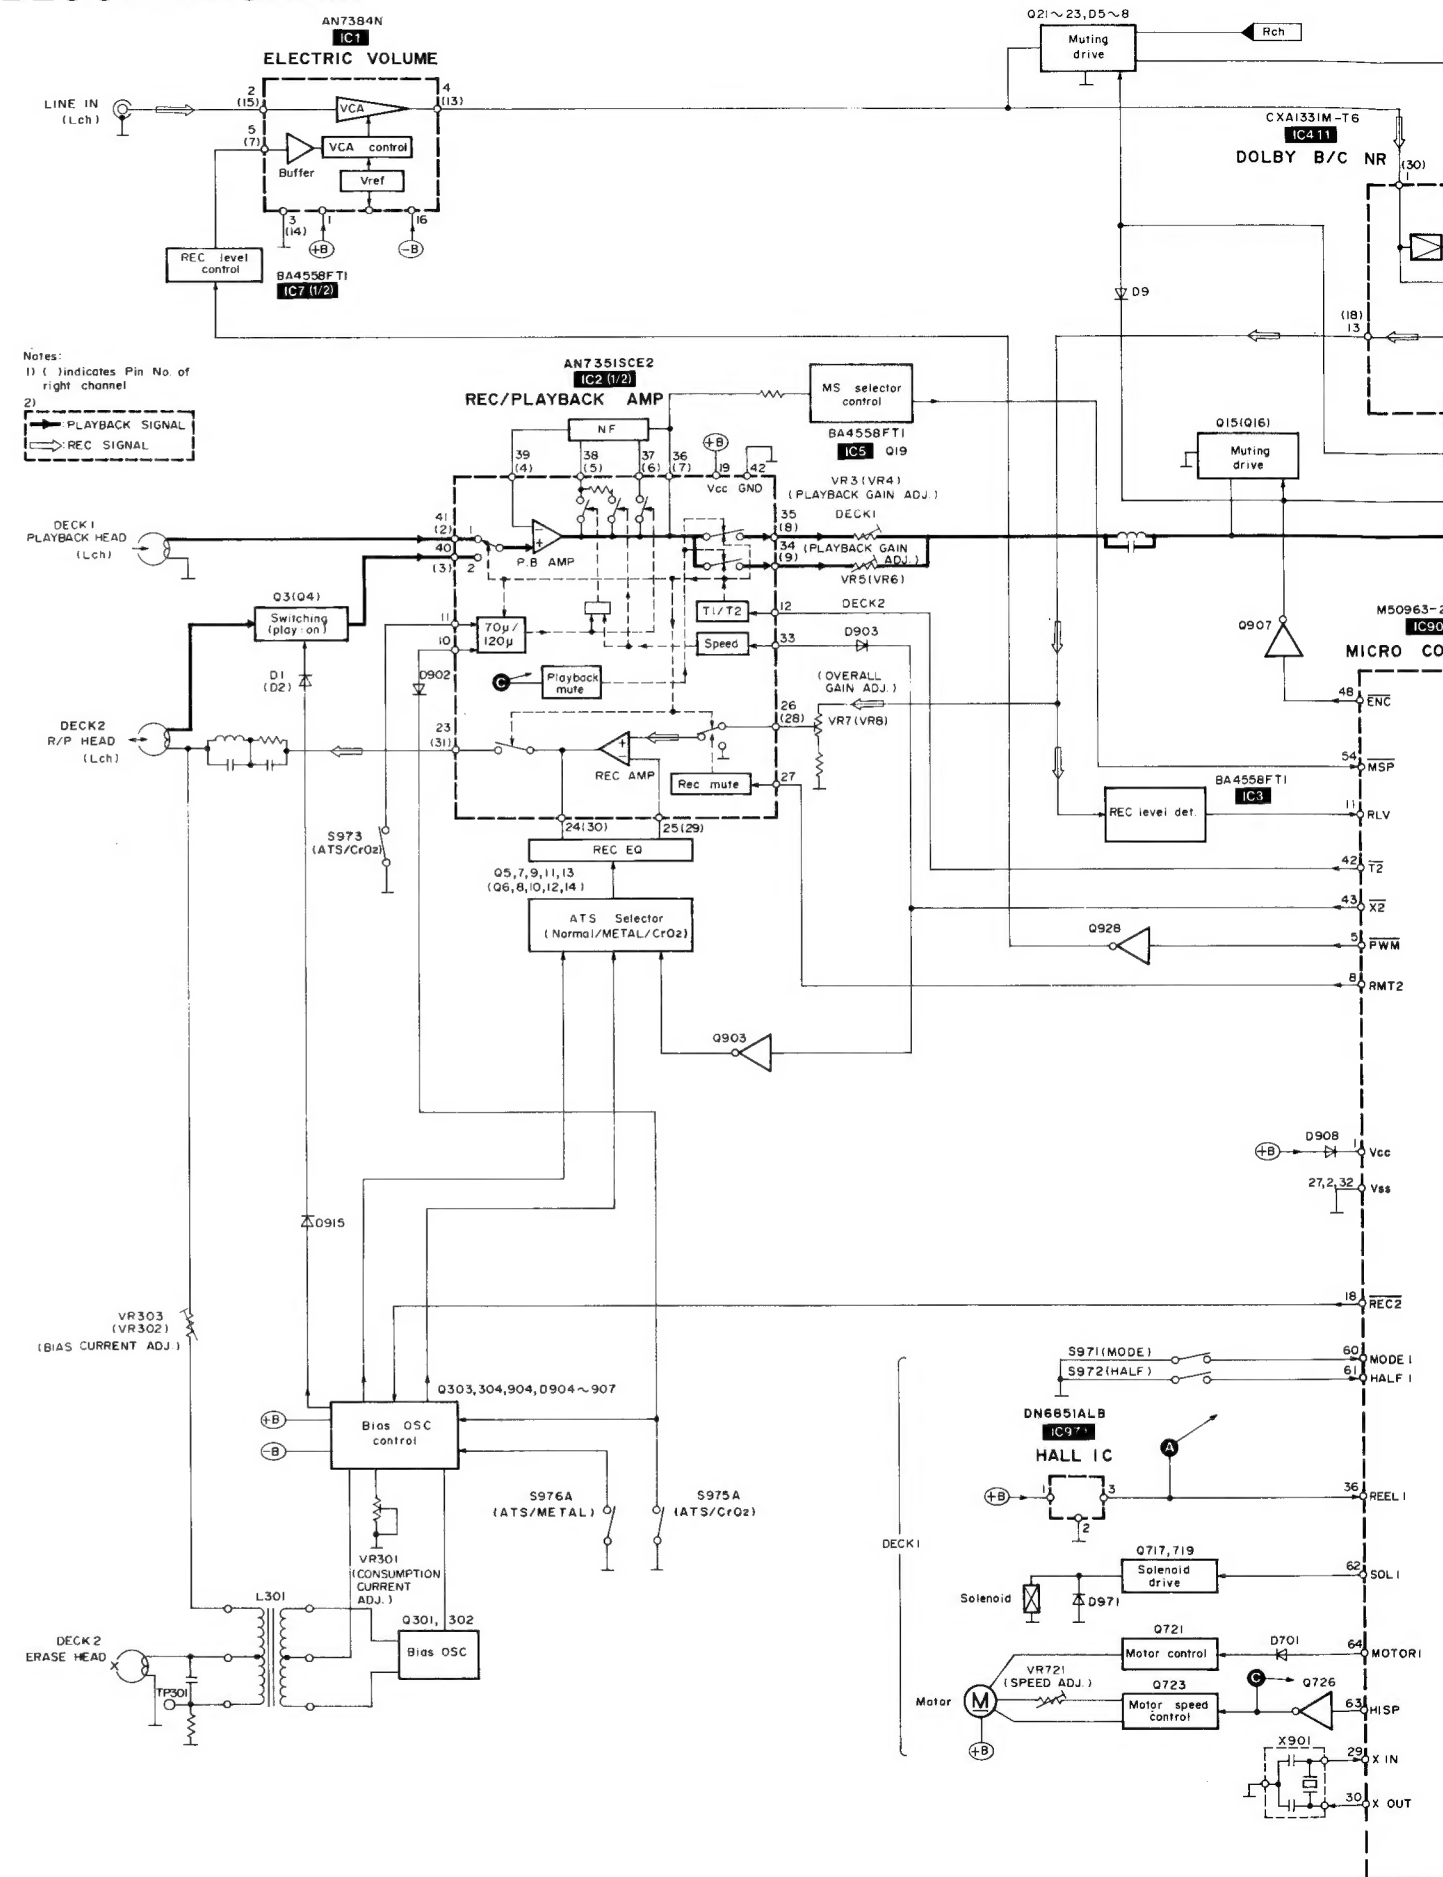 AN7384N
IC1
ELECTRIC VOLUME
LINE IN
(Lch)
2
(15)
VCA
4
(13)
5
(7)
Buffer
VCA control
Vref
3
(14)
1
16
+B
-B
REC level
control
BA4558FT1
IC7 (1/2)
Q21~23,D5~8
Muting
drive
Rch
CXA1331M-T6
IC411
DOLBY B/C NR
(30)
1
D9
(18)
13
Notes:
1) ( )indicates Pin No. of
right channel
2)
PLAYBACK SIGNAL
:REC SIGNAL
AN7351SCE2
IC2 (1/2)
REC/PLAYBACK AMP
NF
MS selector
control
BA4558FT1
IC5 Q19
39
(4)
38
(5)
37
(6)
36
(7)
+B
19
Vcc
42
GND
VR3(VR4)
(PLAYBACK GAIN ADJ.)
Q15(Q16)
Muting
drive
DECK1
PLAYBACK HEAD
(Lch)
41
(2)
40
(3)
1
2
P.B AMP
35
(8)
DECK1
34
(9)
(PLAYBACK GAIN
ADJ.)
VR5(VR6)
Q3(Q4)
Switching
(play:on)
D1
(D2)
11
10
70μ/
120μ
T1/T2
12
DECK2
Speed
33
D903
Q907
M50963-2
IC90
MICRO CO
D902
C
Playback
mute
(OVERALL
GAIN ADJ.)
26
(28)
VR7(VR8)
DECK2
R/P HEAD
(Lch)
23
(31)
REC AMP
Rec mute
27
48
ENC
54
MSP
BA4558FT1
IC3
REC level det.
11
RLV
S973
(ATS/CrO2)
24(30)
25(29)
REC EQ
Q5,7,9,11,13
(Q6,8,10,12,14)
ATS Selector
(Normal/METAL/CrO2)
42
T2
43
X2
Q928
5
PWM
8
RMT2
Q903
+B
D908
1
Vcc
27,2,32
Vss
D915
VR303
(VR302)
(BIAS CURRENT ADJ.)
18
REC2
Q303,304,904,D904~907
+B
-B
Bias OSC
control
S971(MODE)
60
MODE1
S972(HALF)
61
HALF1
DN6851ALB
IC971
HALL IC
A
+B
1
3
2
36
REEL1
S976A
(ATS/METAL)
S975A
(ATS/CrO2)
VR301
(CONSUMPTION
CURRENT
ADJ.)
DECK1
Q717,719
Solenoid
drive
62
SOL1
Solenoid
D971
L301
Q301, 302
Bias OSC
DECK2
ERASE HEAD
TP301
Q721
Motor control
D701
64
MOTOR1
VR721
(SPEED ADJ.)
Motor
M
+B
Q723
Motor speed
control
C
Q726
63
HISP
X901
29
X IN
30
X OUT